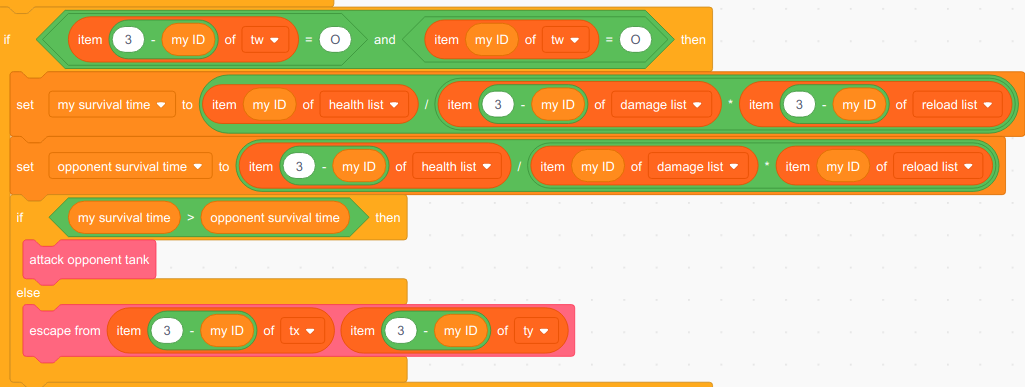 if item 3 - my ID of tw = O and item my ID of tw = O then
set my survival time to item my ID of health list / item 3 - my ID of damage list * item 3 - my ID of reload list
set opponent survival time to item 3 - my ID of health list / item my ID of damage list * item my ID of reload list
if my survival time > opponent survival time then
attack opponent tank
else
escape from item 3 - my ID of tx item 3 - my ID of ty